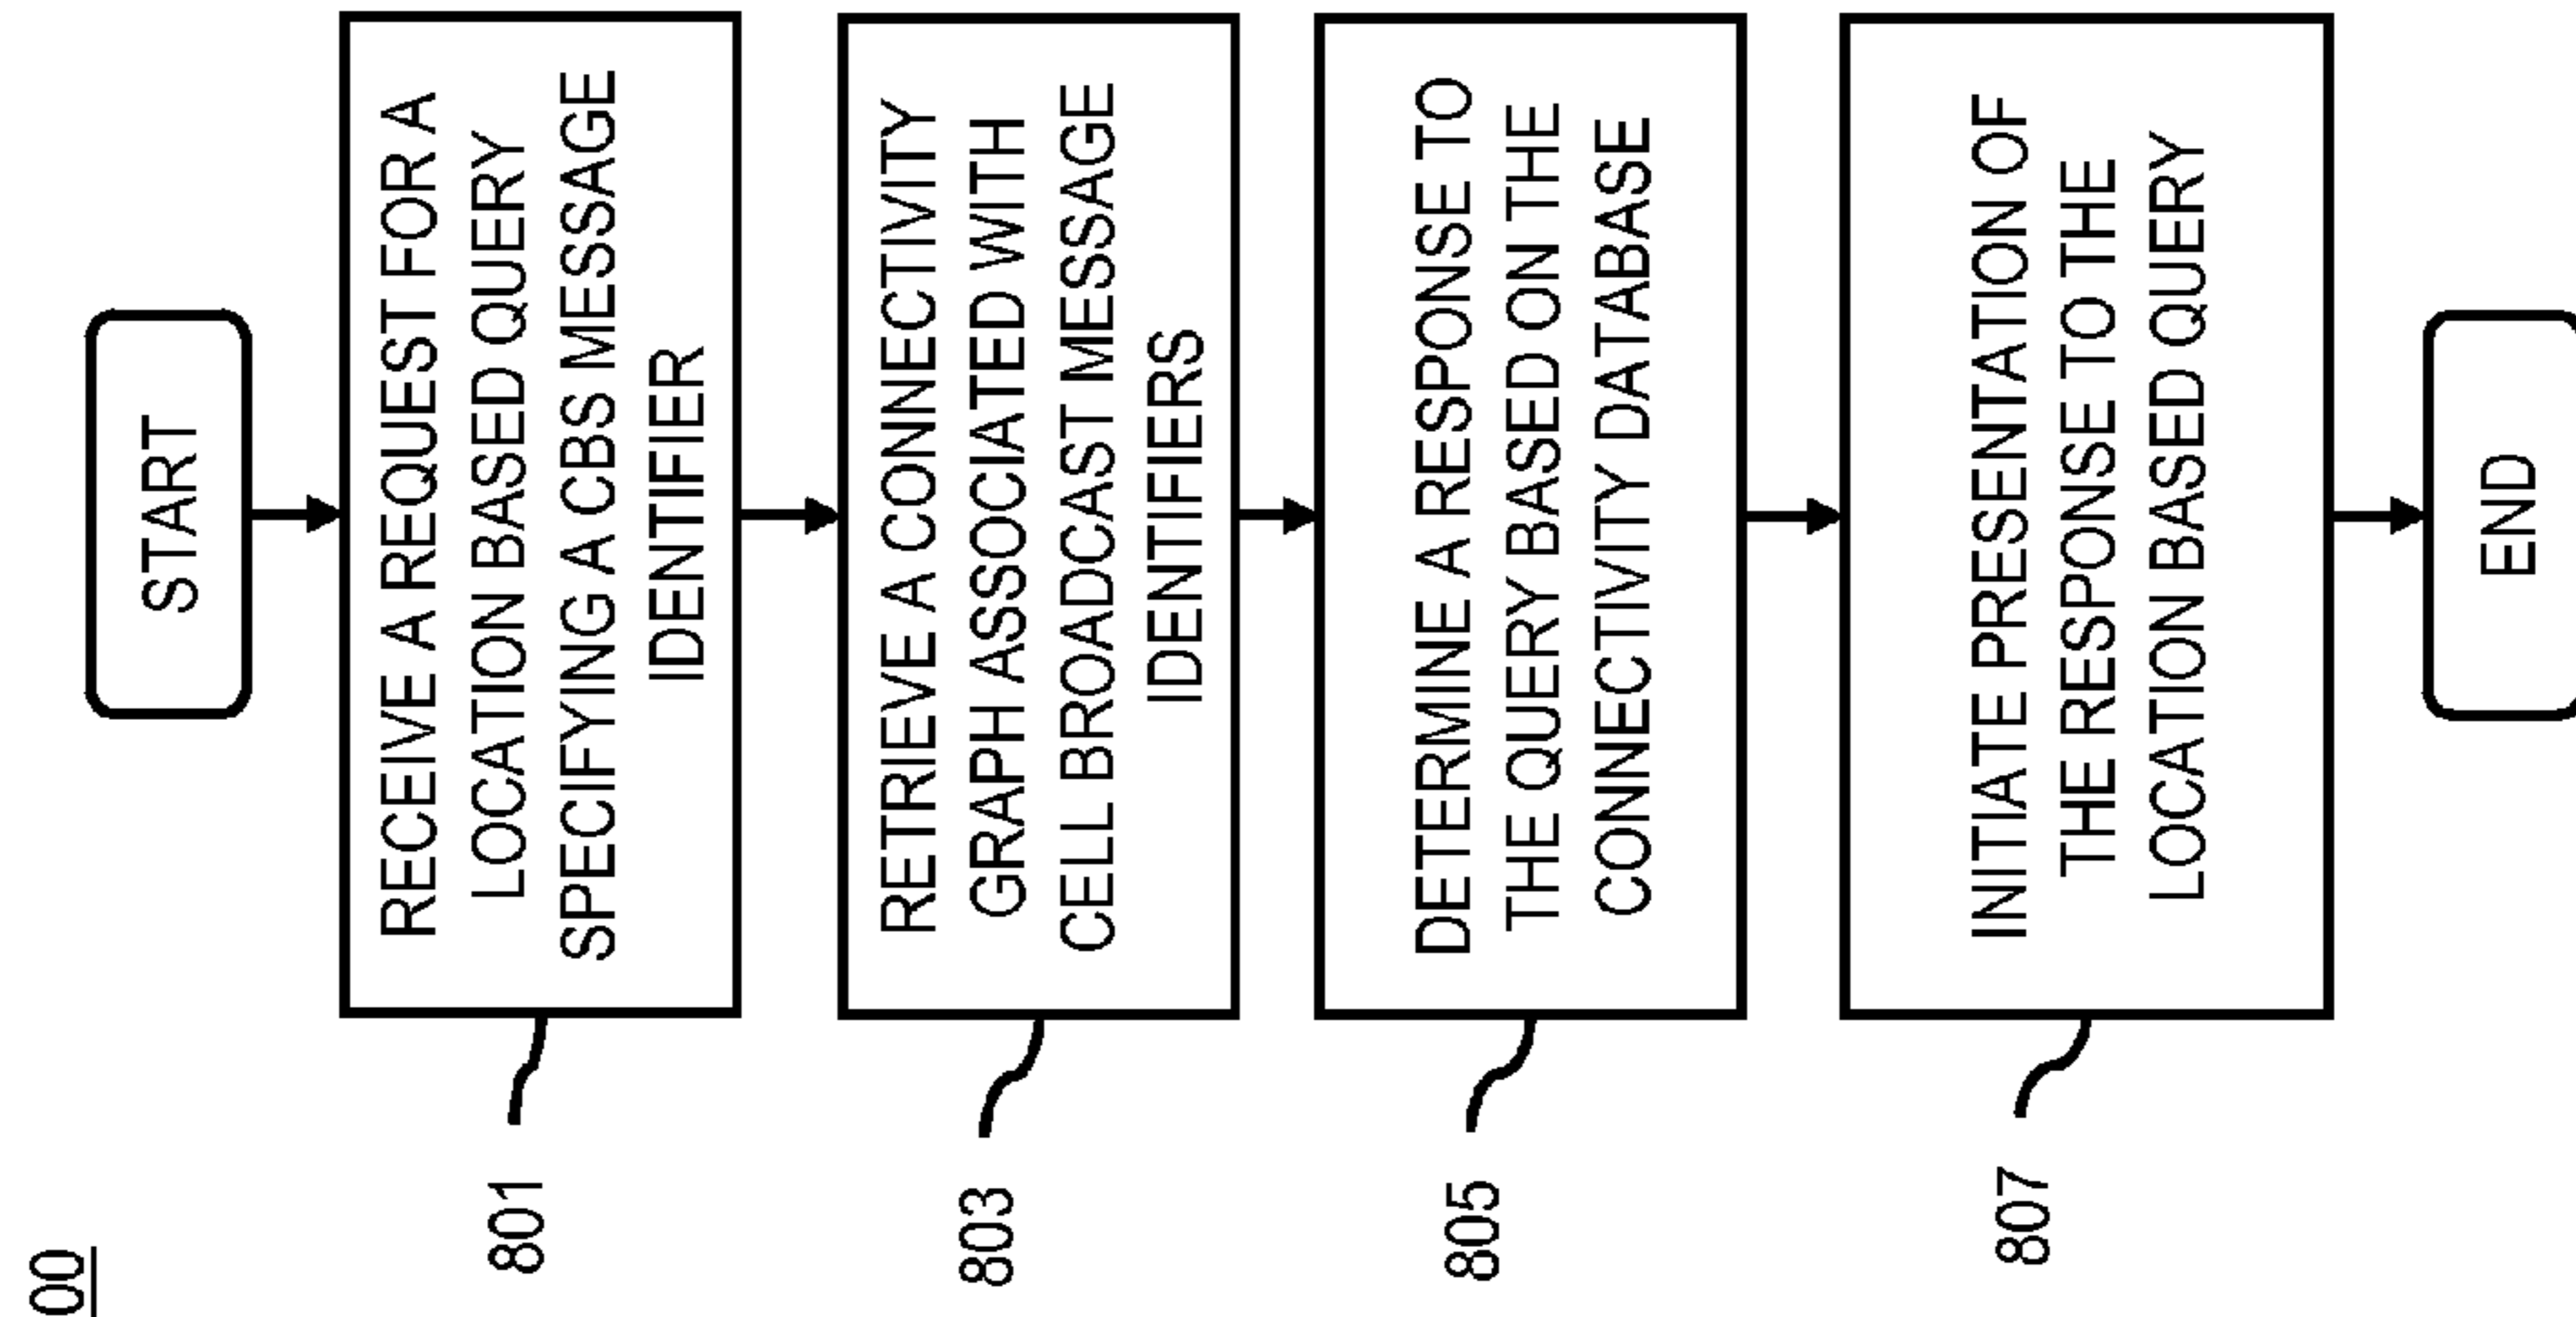 00
START
801
RECEIVE A REQUEST FOR A
LOCATION BASED QUERY
SPECIFYING A CBS MESSAGE
IDENTIFIER
803
RETRIEVE A CONNECTIVITY
GRAPH ASSOCIATED WITH
CELL BROADCAST MESSAGE
IDENTIFIERS
805
DETERMINE A RESPONSE TO
THE QUERY BASED ON THE
CONNECTIVITY DATABASE
807
INITIATE PRESENTATION OF
THE RESPONSE TO THE
LOCATION BASED QUERY
END